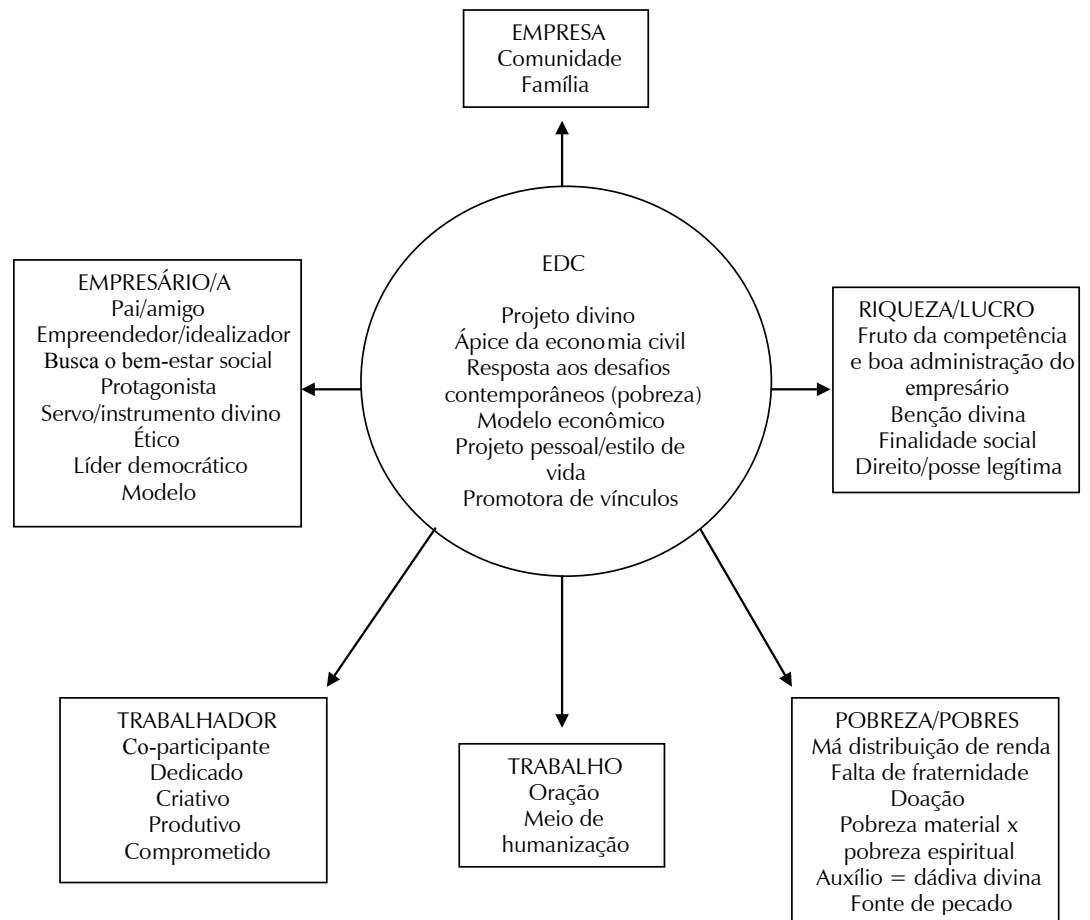 EMPRESA
Comunidade
Família
EDC
Projeto divino
Ápice da economia civil
Resposta aos desafios
contemporâneos (pobreza)
Modelo econômico
Projeto pessoal/estilo de
vida
Promotora de vínculos
EMPRESÁRIO/A
Pai/amigo
Empreendedor/idealizador
Busca o bem-estar social
Protagonista
Servo/instrumento divino
Ético
Líder democrático
Modelo
RIQUEZA/LUCRO
Fruto da competência
e boa administração do
empresário
Benção divina
Finalidade social
Direito/posse legítima
TRABALHADOR
Co-participante
Dedicado
Criativo
Produtivo
Comprometido
TRABALHO
Oração
Meio de
humanização
POBREZA/POBRES
Má distribuição de renda
Falta de fraternidade
Doação
Pobreza material x
pobreza espiritual
Auxílio = dádiva divina
Fonte de pecado